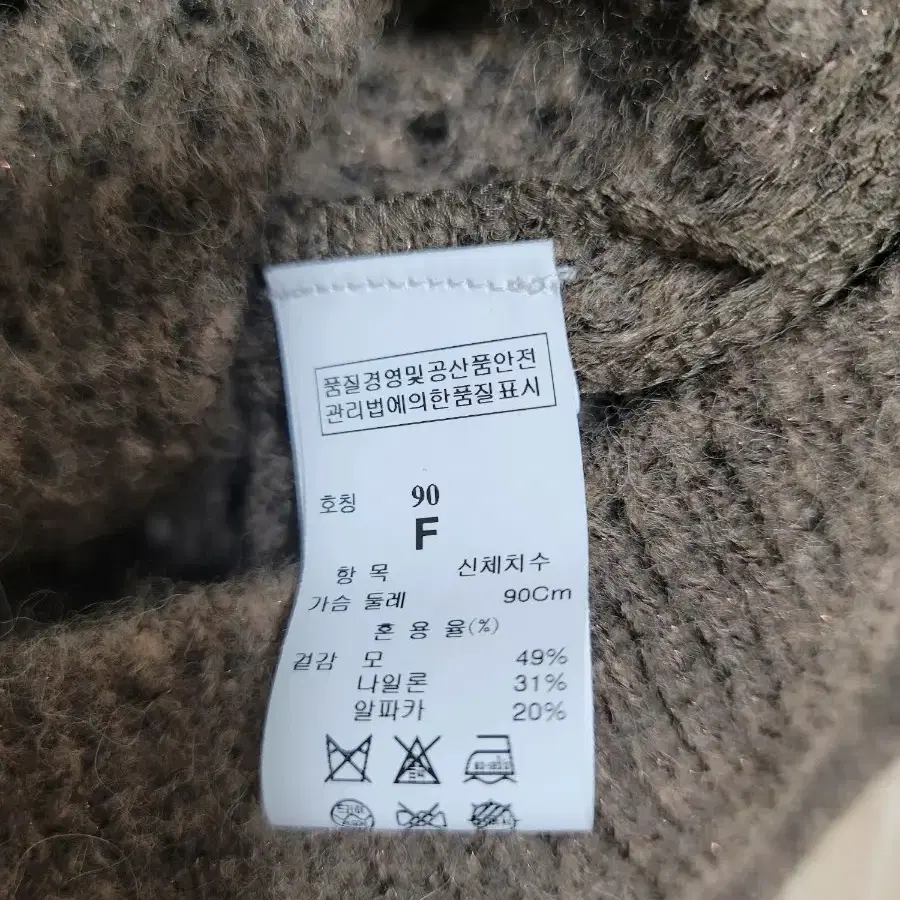 품질경영및공산품안전
관리법에의한품질표시
호칭 90
F
항 목 신체치수
가슴 둘레 90Cm
혼 용 율(%)
겉감 모 49%
나일론 31%
알파카 20%